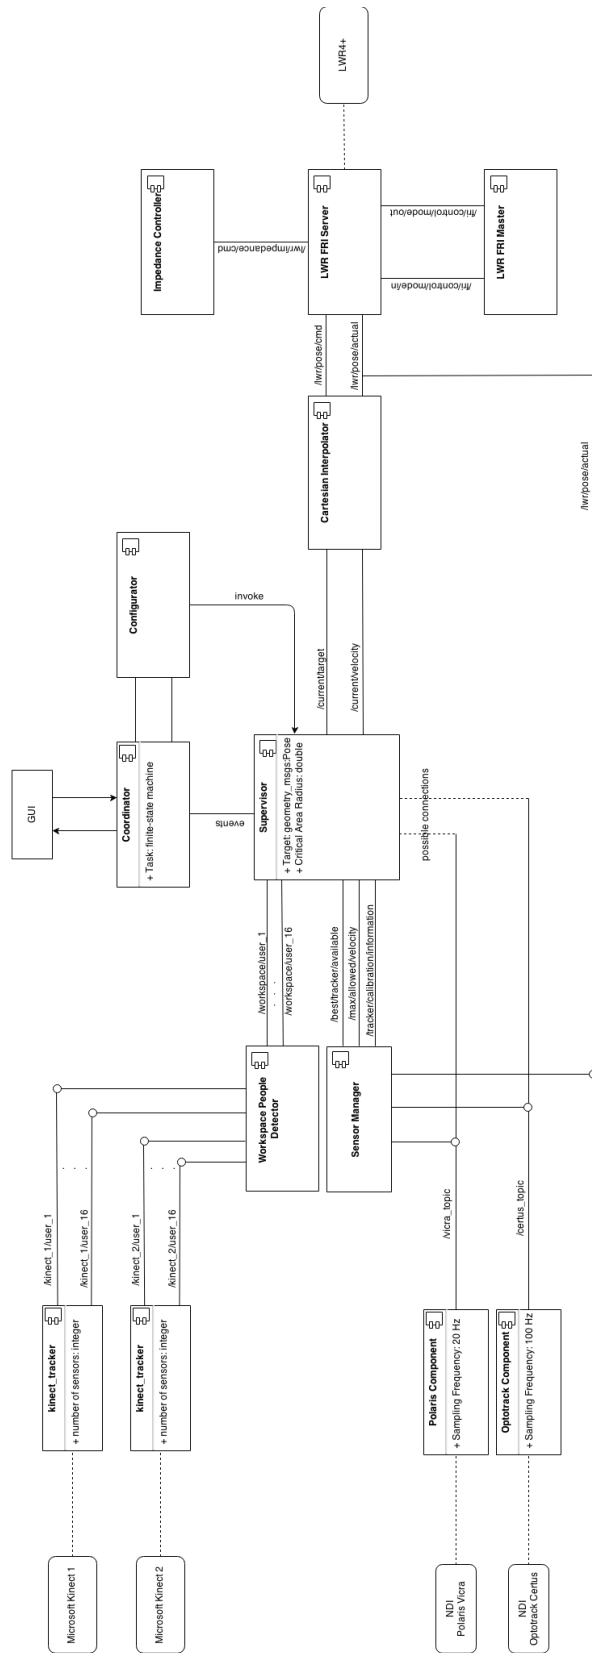 Microsoft Kinect 1
Microsoft Kinect 2
NDI
Polaris Vicra
NDI
Optotrack Certus
kinect_tracker
+ number of sensors: integer
kinect_tracker
+ number of sensors: integer
Polaris Component
+ Sampling Frequency: 20 Hz
Optotrack Component
+ Sampling Frequency: 100 Hz
/kinect_1/user_1
. . .
/kinect_1/user_16
/kinect_2/user_1
. . .
/kinect_2/user_16
/vicra_topic
/certus_topic
Workspace People
Detector
Sensor Manager
/workspace/user_1
. . .
/workspace/user_16
/best/tracker/available
/max/allowed/velocity
/tracker/calibration/information
possible connections
GUI
Coordinator
+ Task: finite-state machine
events
Supervisor
+ Target: geometry_msgs:Pose
+ Critical Area Radius: double
Configurator
invoke
/current/target
/current/velocity
Cartesian Interpolator
/lwr/pose/cmd
/lwr/pose/actual
/lwr/pose/actual
Impedance Controller
/lwr/impedance/cmd
LWR FRI Server
/fri/control/mode/in
/fri/control/mode/out
LWR FRI Master
LWR4+